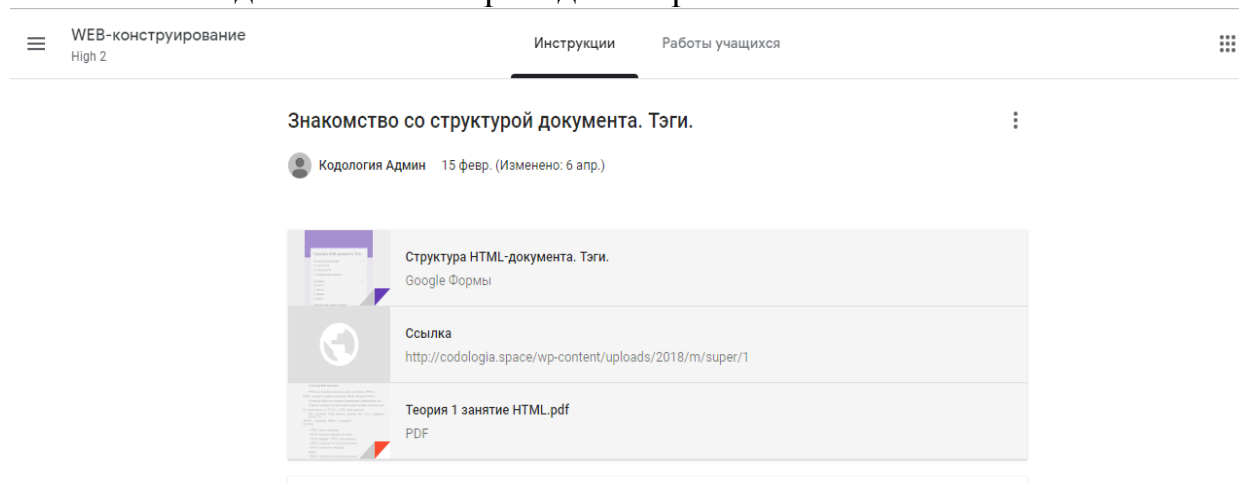 WEB-конструирование
High 2
Инструкции
Работы учащихся
Знакомство со структурой документа. Тэги.
Кодология Админ 15 февр. (Изменено: 6 апр.)
Структура HTML-документа. Тэги.
Google Формы
Ссылка
http://codologia.space/wp-content/uploads/2018/m/super/1
Теория 1 занятие HTML.pdf
PDF